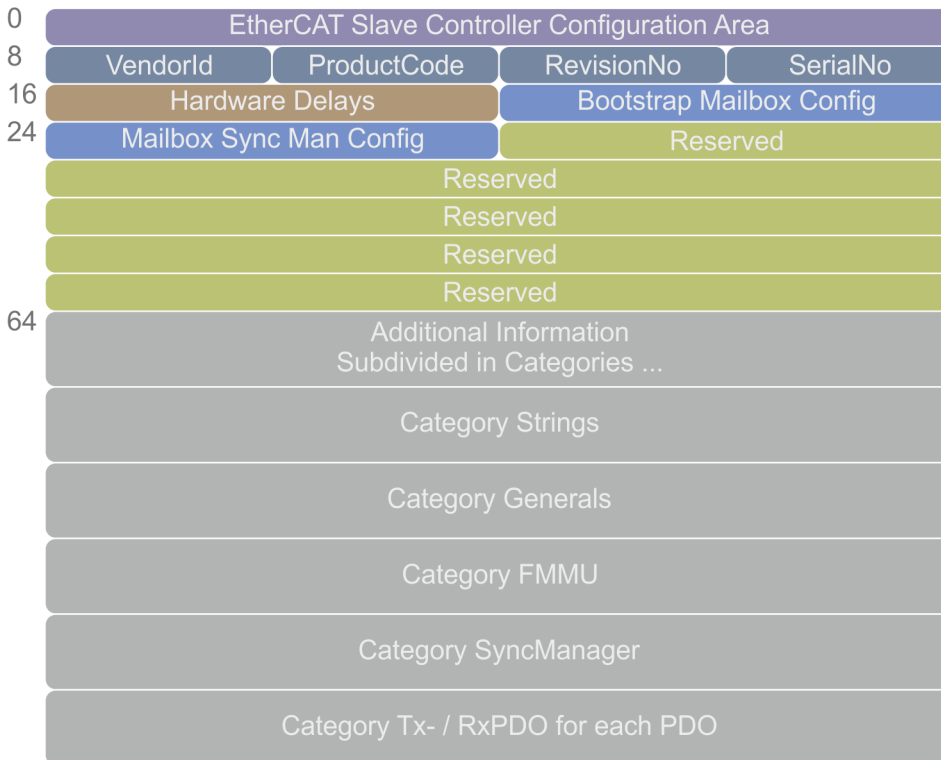 0 EtherCAT Slave Controller Configuration Area
8 VendorId ProductCode RevisionNo SerialNo
16 Hardware Delays Bootstrap Mailbox Config
24 Mailbox Sync Man Config Reserved
Reserved
Reserved
Reserved
Reserved
64 Additional Information
Subdivided in Categories ...
Category Strings
Category Generals
Category FMMU
Category SyncManager
Category Tx- / RxPDO for each PDO